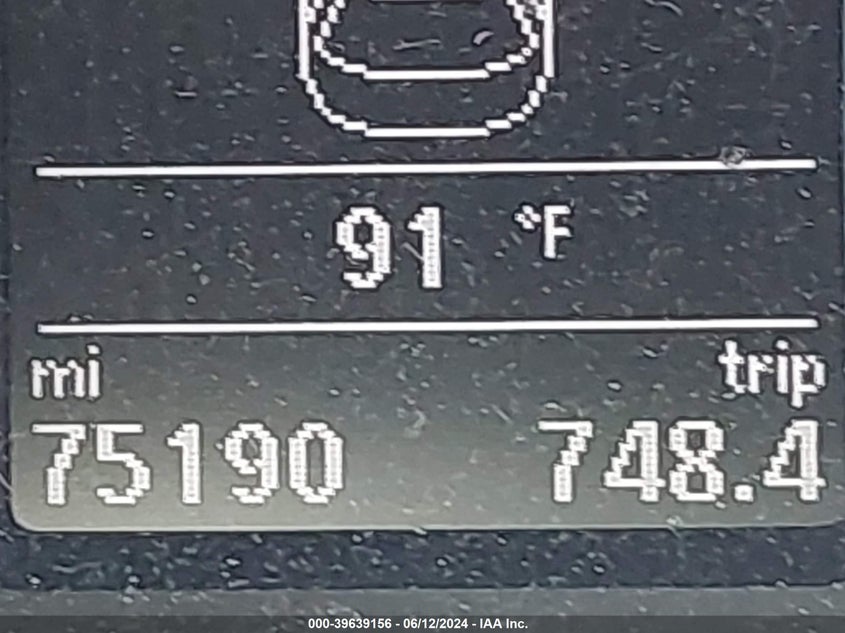 91 °F
mi trip
75190 748.4
000-39639156 - 06/12/2024 - IAA Inc.